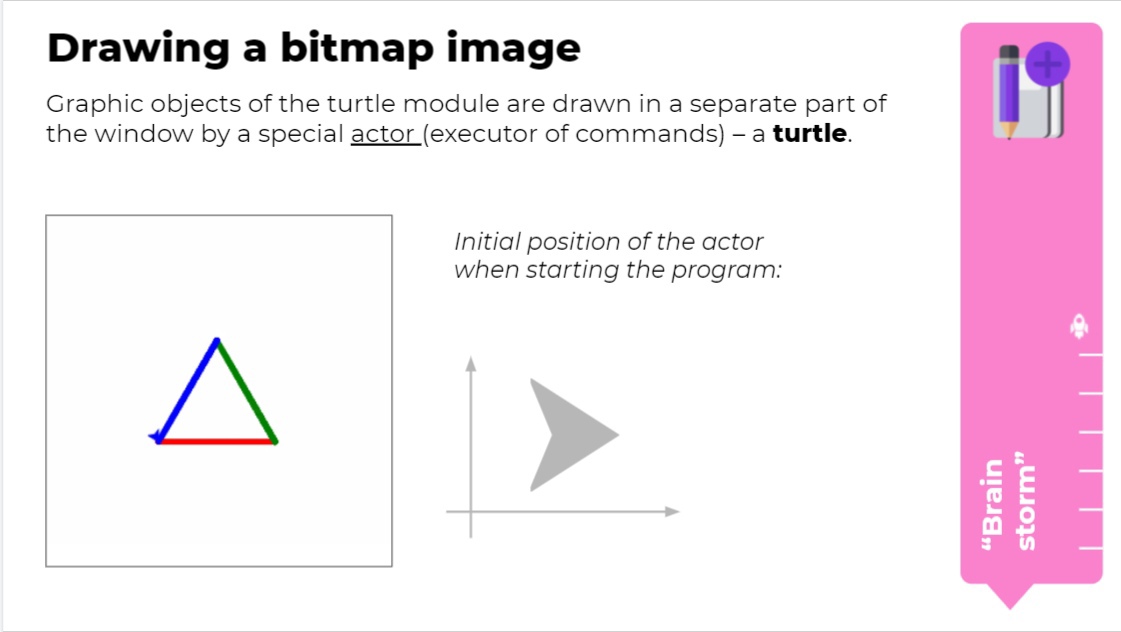 Drawing a bitmap image
Graphic objects of the turtle module are drawn in a separate part of
the window by a special actor (executor of commands) – a turtle.
Initial position of the actor
when starting the program:
“Brain
storm”